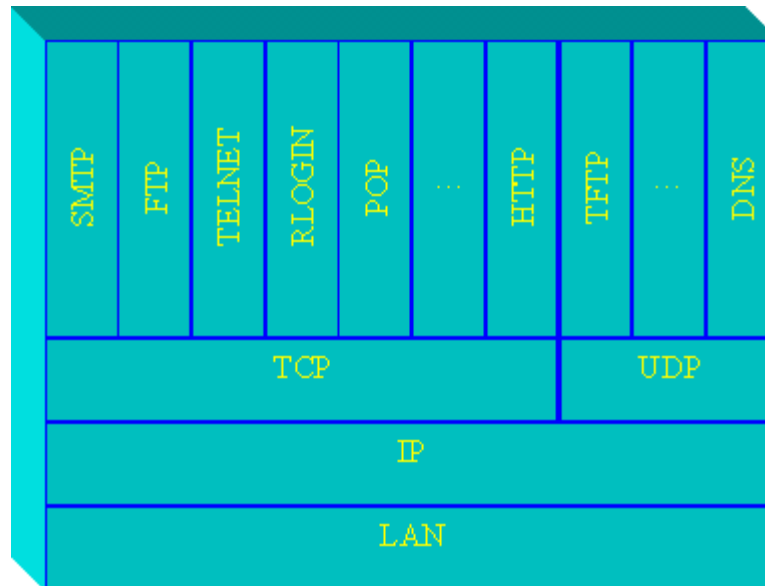 SMTP
FTP
TELNET
RLOGIN
POP
...
HTTP
TFTP
...
DNS
TCP
UDP
IP
LAN